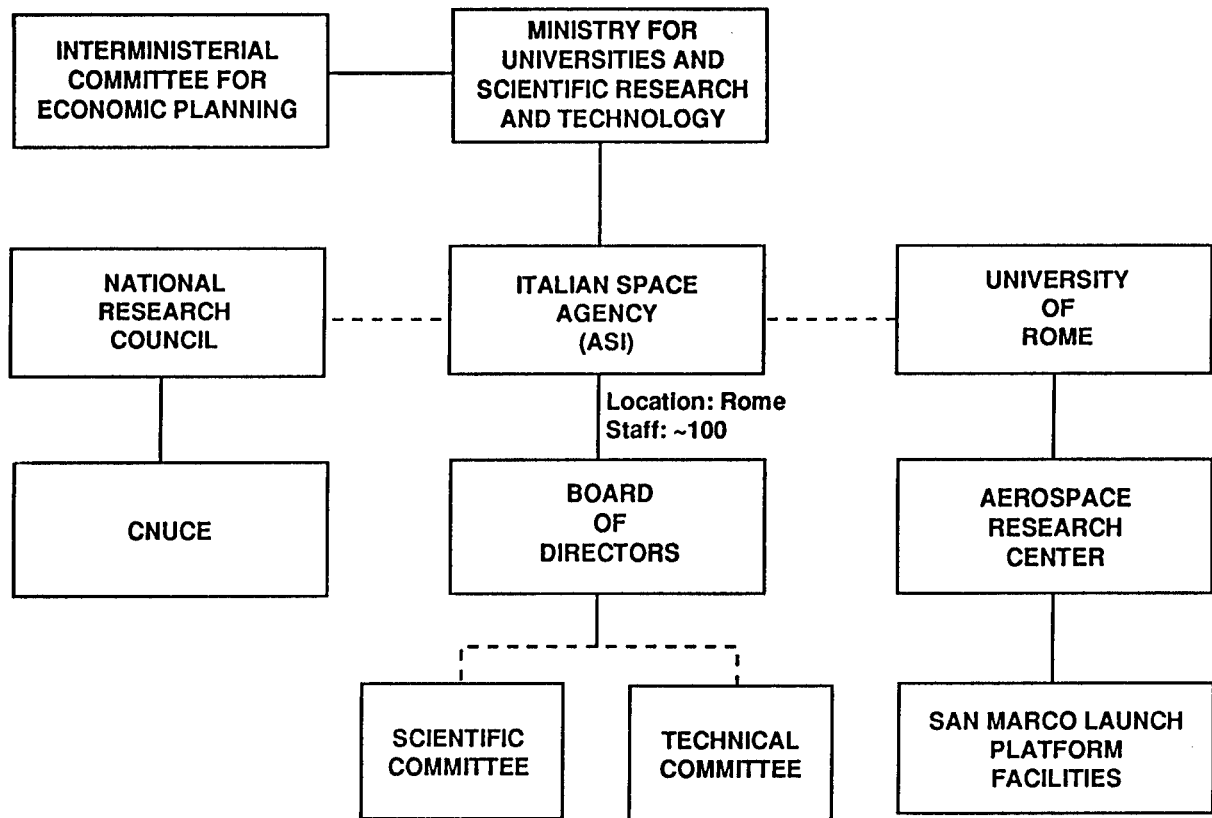 INTERMINISTERIAL
COMMITTEE FOR
ECONOMIC PLANNING
MINISTRY FOR
UNIVERSITIES AND
SCIENTIFIC RESEARCH
AND TECHNOLOGY
NATIONAL
RESEARCH
COUNCIL
ITALIAN SPACE
AGENCY
(ASI)
UNIVERSITY
OF
ROME
Location: Rome
Staff: ~100
CNUCE
BOARD
OF
DIRECTORS
AEROSPACE
RESEARCH
CENTER
SCIENTIFIC
COMMITTEE
TECHNICAL
COMMITTEE
SAN MARCO LAUNCH
PLATFORM
FACILITIES